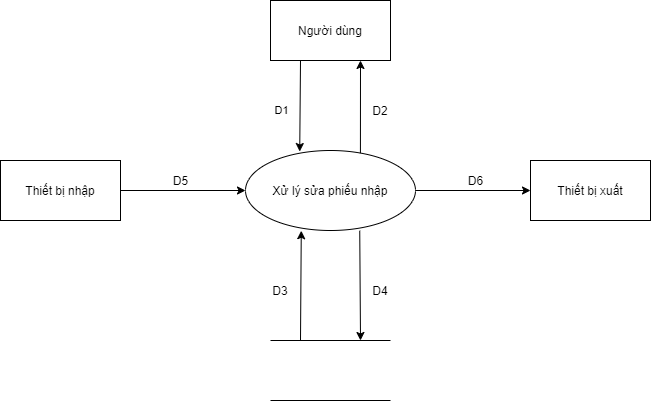 Người dùng
D1
D2
Thiết bị nhập
D5
Xử lý sửa phiếu nhập
D6
Thiết bị xuất
D3
D4